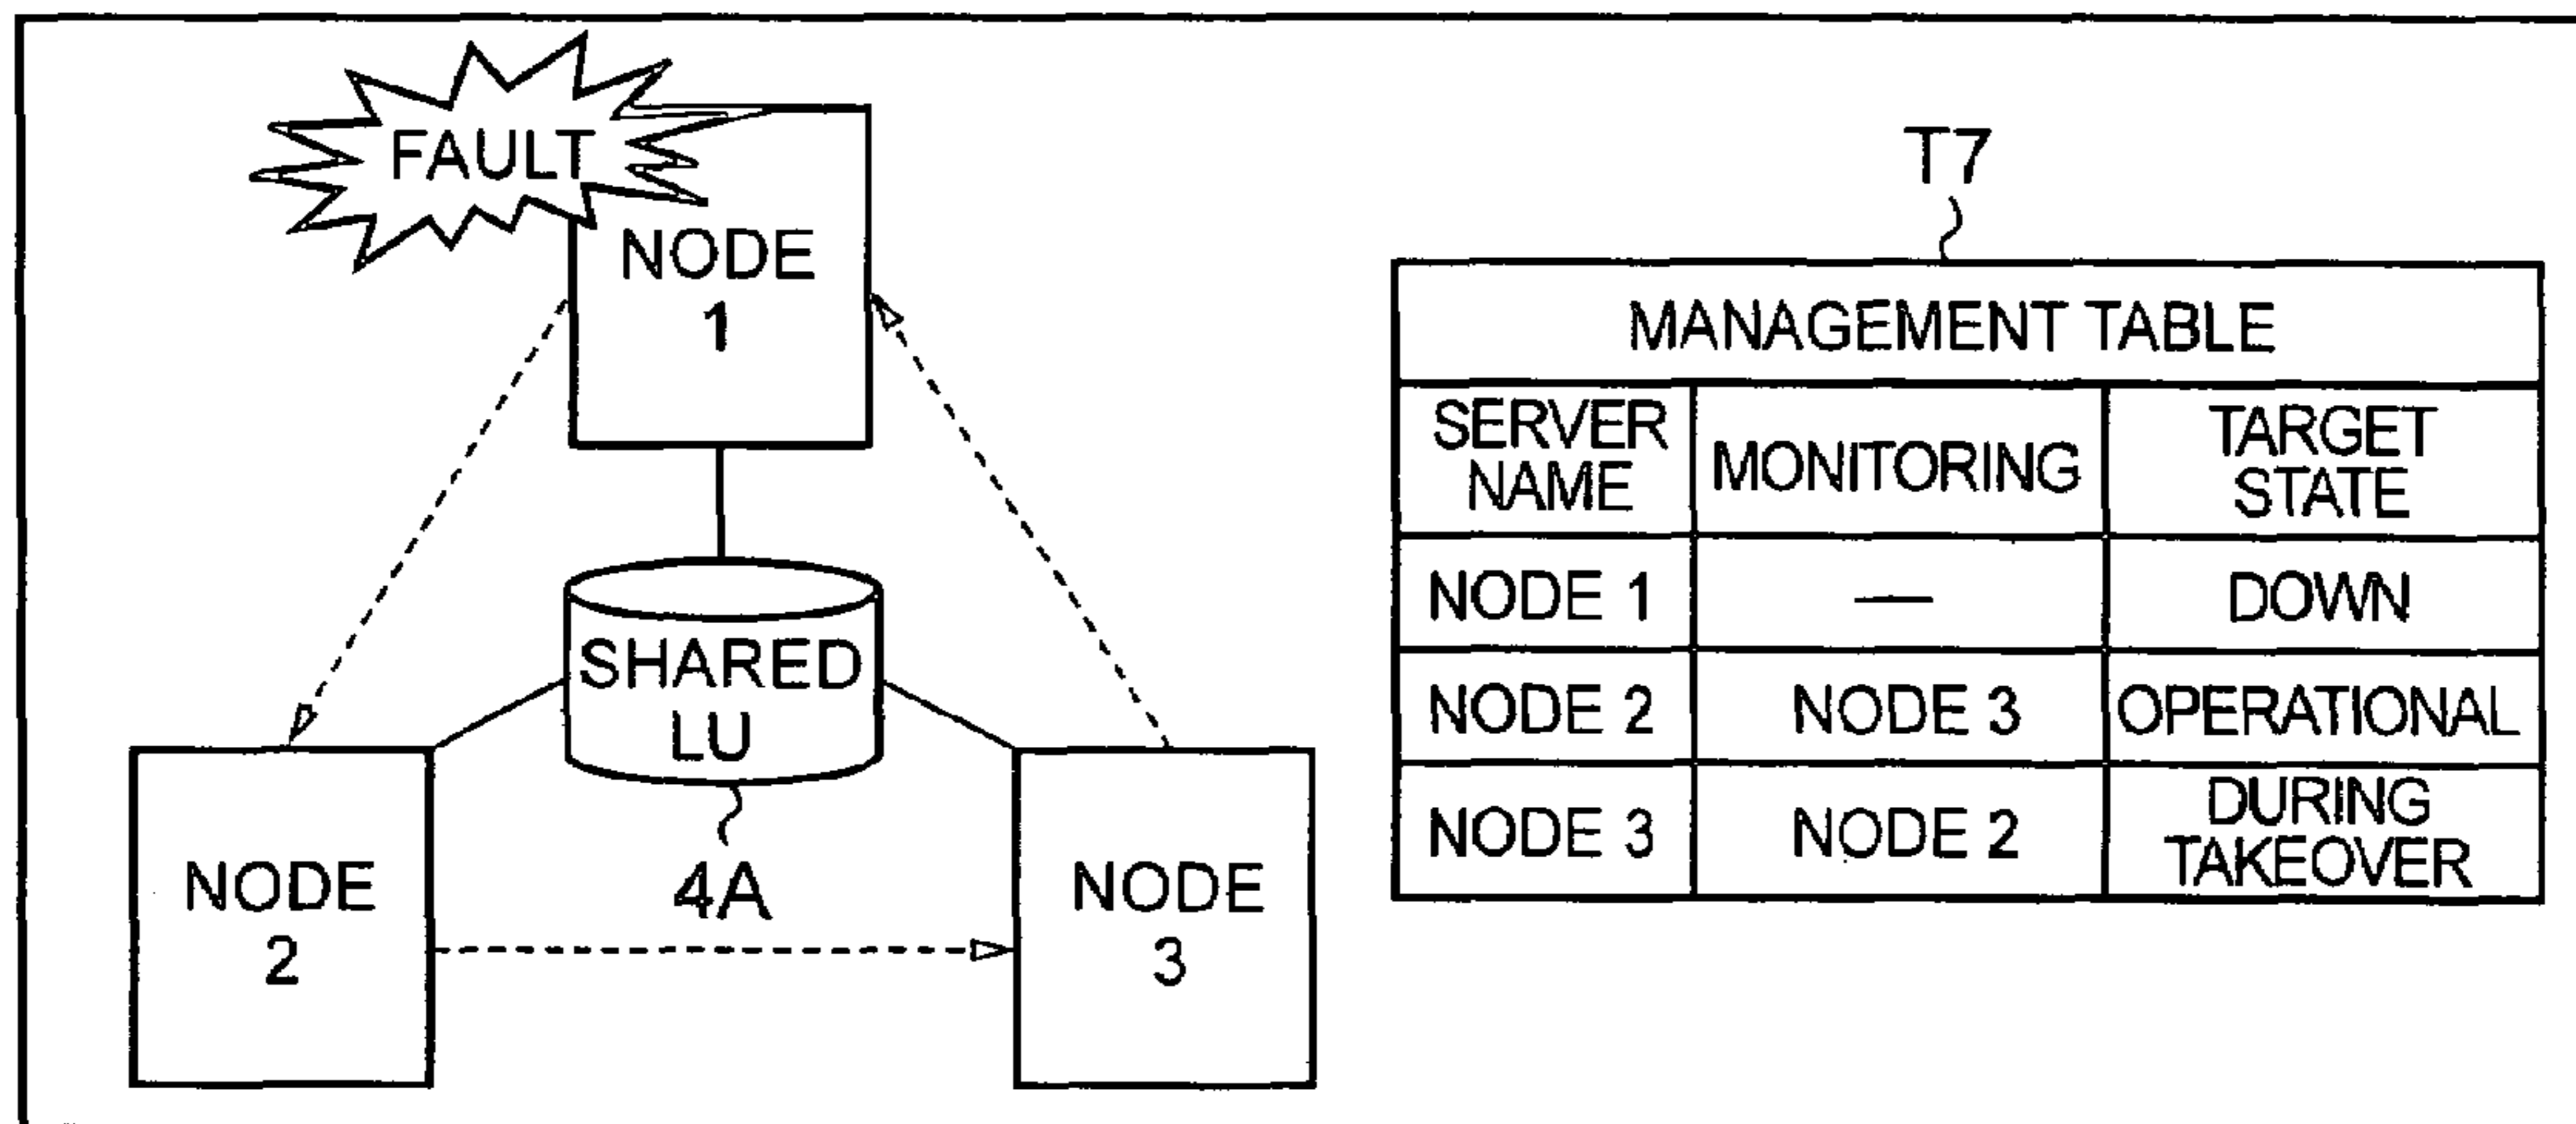 FAULT
NODE
1
SHARED
LU
4A
NODE
2
NODE
3
T7
MANAGEMENT TABLE
SERVER
NAME
MONITORING
TARGET
STATE
NODE 1
—
DOWN
NODE 2
NODE 3
OPERATIONAL
NODE 3
NODE 2
DURING
TAKEOVER